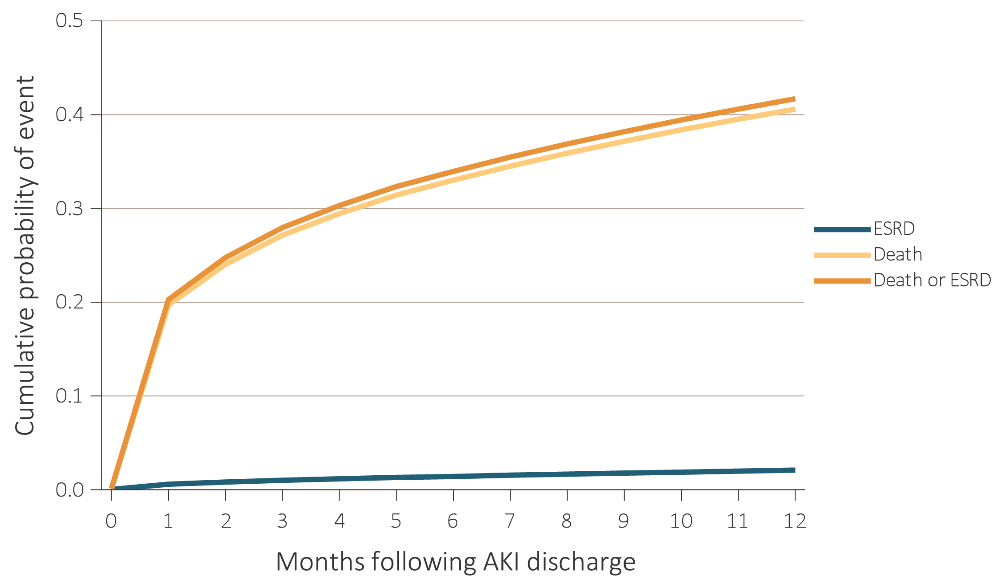 Cumulative probability of event
0.5
0.4
0.3
0.2
0.1
0.0
0 1 2 3 4 5 6 7 8 9 10 11 12
Months following AKI discharge
ESRD
Death
Death or ESRD